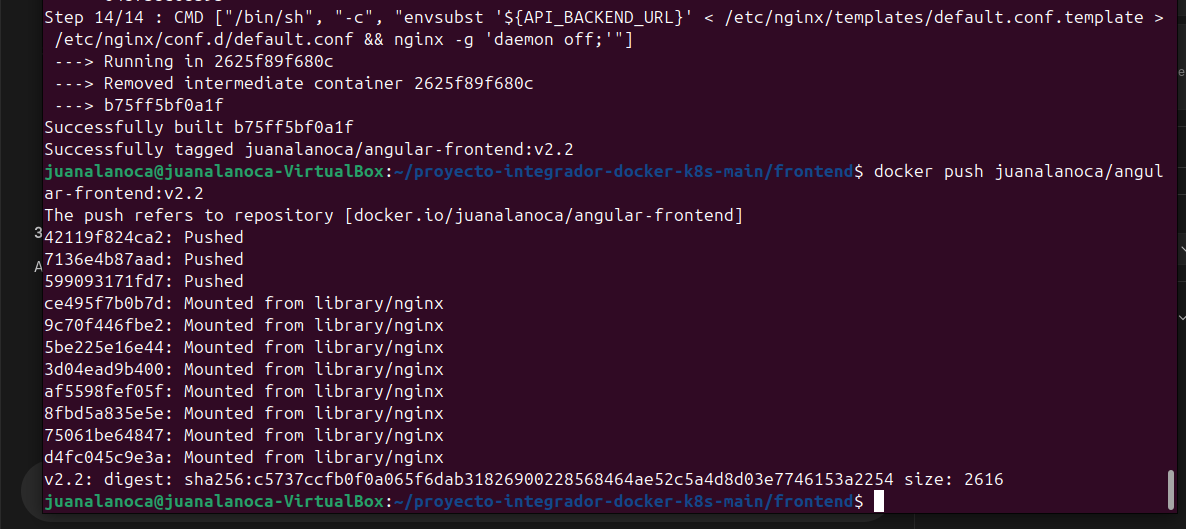 Step 14/14 : CMD ["/bin/sh", "-c", "envsubst '${API_BACKEND_URL}' < /etc/nginx/templates/default.conf.template >
 /etc/nginx/conf.d/default.conf && nginx -g 'daemon off;'"]
 ---> Running in 2625f89f680c
 ---> Removed intermediate container 2625f89f680c
 ---> b75ff5bf0a1f
Successfully built b75ff5bf0a1f
Successfully tagged juanalanoca/angular-frontend:v2.2
juanalanoca@juanalanoca-VirtualBox:~/proyecto-integrador-docker-k8s-main/frontend$ docker push juanalanoca/angul
ar-frontend:v2.2
The push refers to repository [docker.io/juanalanoca/angular-frontend]
42119f824ca2: Pushed
7136e4b87aad: Pushed
599093171fd7: Pushed
ce495f7b0b7d: Mounted from library/nginx
9c70f446fbe2: Mounted from library/nginx
5be225e16e44: Mounted from library/nginx
3d04ead9b400: Mounted from library/nginx
af5598fef05f: Mounted from library/nginx
8fbd5a835e5e: Mounted from library/nginx
75061be64847: Mounted from library/nginx
d4fc045c9e3a: Mounted from library/nginx
v2.2: digest: sha256:c5737ccfb0f0a065f6dab31826900228568464ae52c5a4d8d03e7746153a2254 size: 2616
juanalanoca@juanalanoca-VirtualBox:~/proyecto-integrador-docker-k8s-main/frontend$